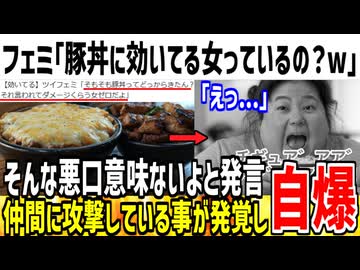 フェミ「豚丼に効いてる女っているの？w」
【効いてる】ツイフェミ「そもそも豚丼ってどっからきたん？
それ言われてダメージくらう女ゼロだよ」
「えっ...」
そんな悪口意味ないよと発言
仲間に攻撃している事が発覚し
自爆